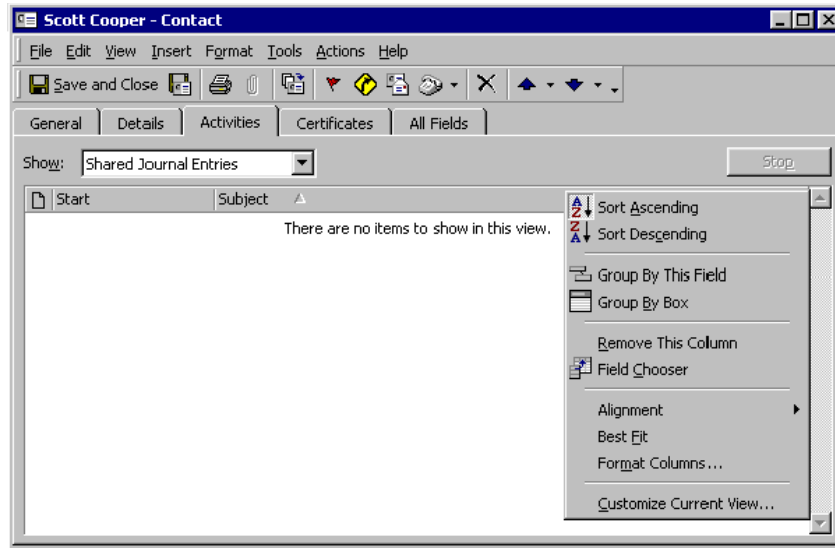 Scott Cooper - Contact
File Edit View Insert Format Tools Actions Help
Save and Close
General Details Activities Certificates All Fields
Show: Shared Journal Entries Stop
Start Subject
There are no items to show in this view.
Sort Ascending
Sort Descending
Group By This Field
Group By Box
Remove This Column
Field Chooser
Alignment
Best Fit
Format Columns...
Customize Current View...